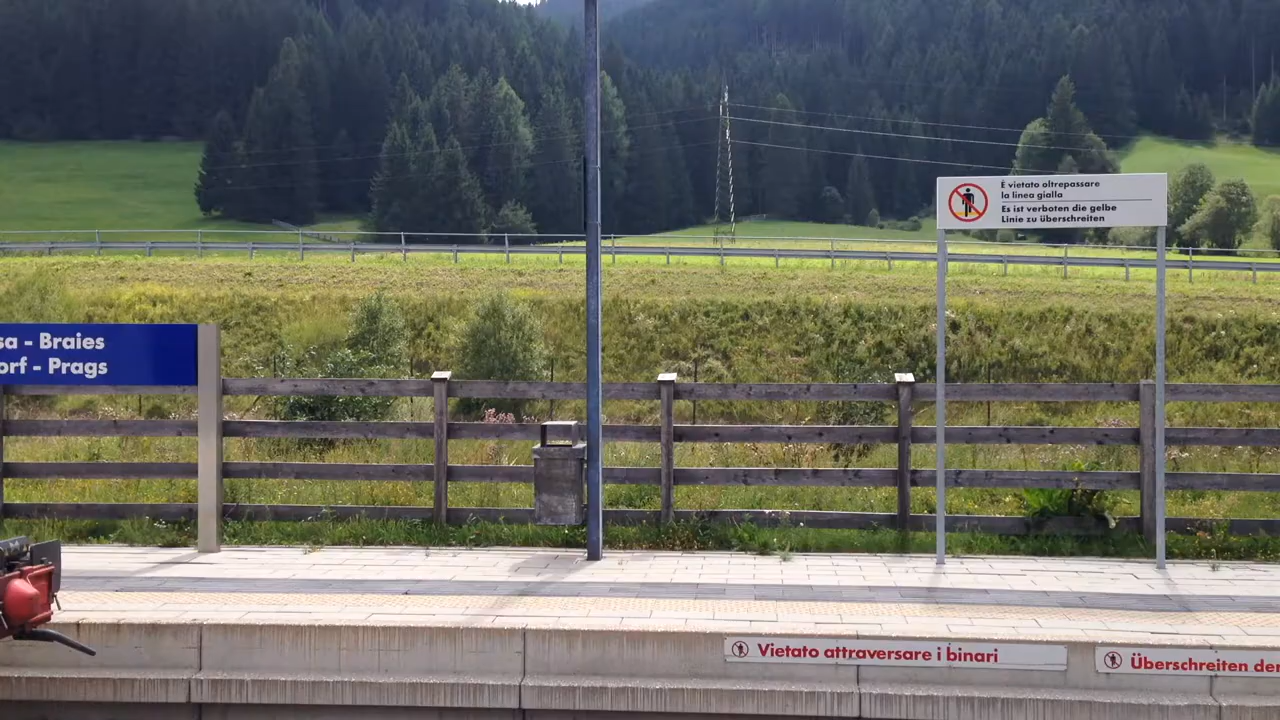 sa - Braies
orf - Prags
È vietato oltrepassare
la linea gialla
Es ist verboten die gelbe
Linie zu überschreiten
Vietato attraversare i binari
Überschreiten der